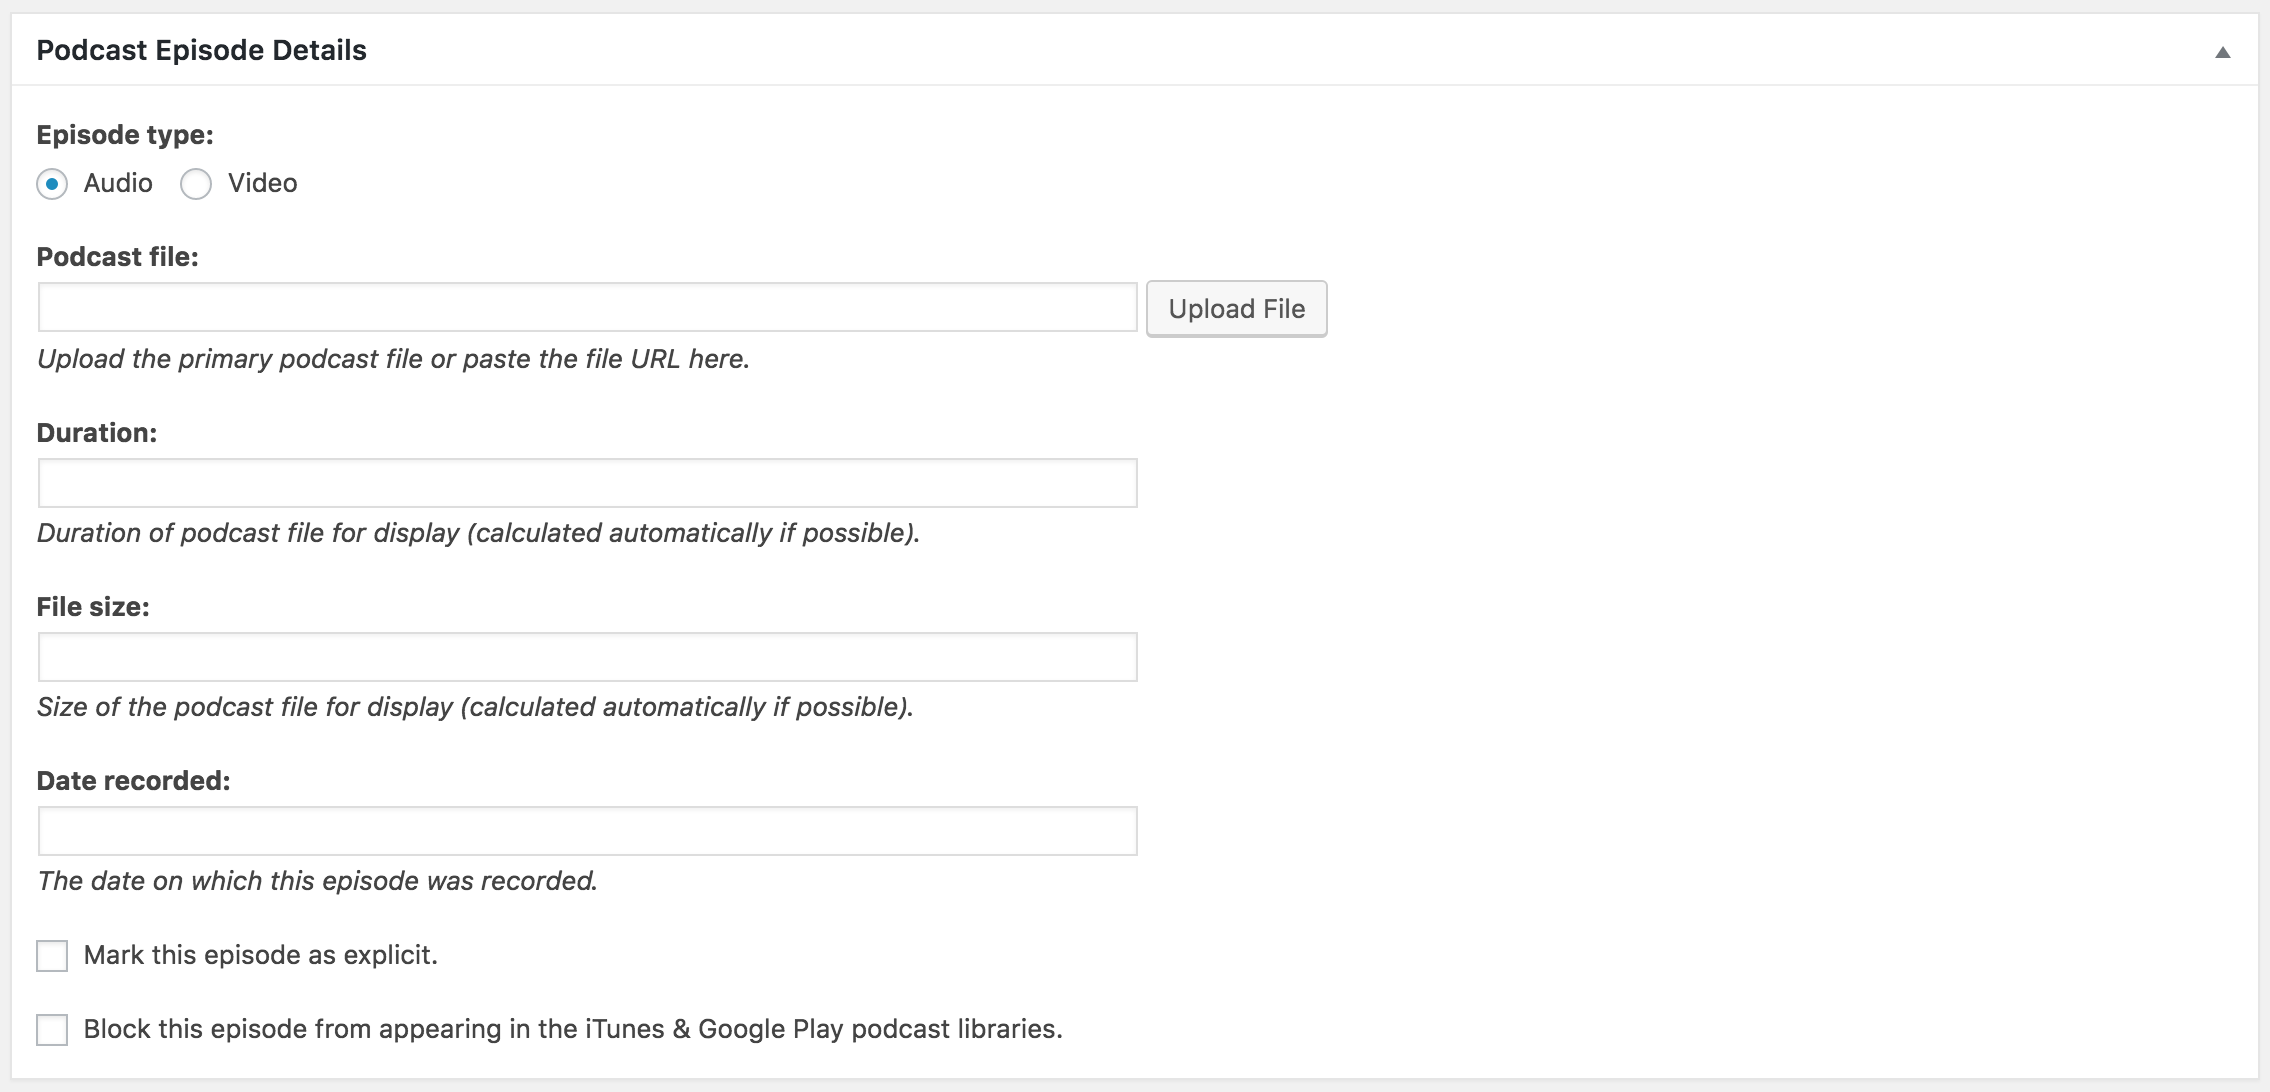 Podcast Episode Details
Episode type:
Audio Video
Podcast file:
Upload File
Upload the primary podcast file or paste the file URL here.
Duration:
Duration of podcast file for display (calculated automatically if possible).
File size:
Size of the podcast file for display (calculated automatically if possible).
Date recorded:
The date on which this episode was recorded.
Mark this episode as explicit.
Block this episode from appearing in the iTunes & Google Play podcast libraries.